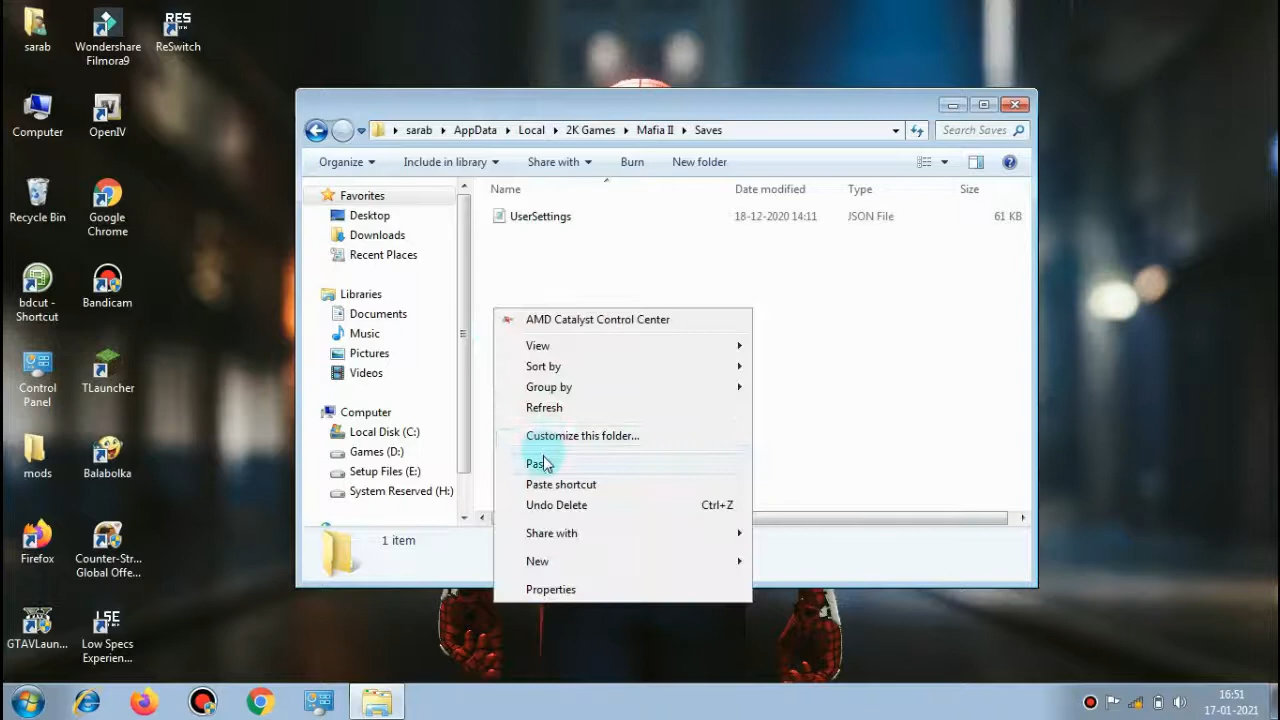 sarab
Wondershare
Filmora9
RES
ReSwitch
Computer
OpenIV
Recycle Bin
Google
Chrome
bdcut -
Shortcut
Bandicam
Control
Panel
TLauncher
mods
Balabolka
Firefox
Counter-Str...
Global Offe...
GTAVLaun...
LSE
Low Specs
Experien...
sarab AppData Local 2K Games Mafia II Saves
Search Saves
Organize Include in library Share with Burn New folder
Favorites
Desktop
Downloads
Recent Places
Libraries
Documents
Music
Pictures
Videos
Computer
Local Disk (C:)
Games (D:)
Setup Files (E:)
System Reserved (H:)
Name Date modified Type Size
UserSettings 18-12-2020 14:11 JSON File 61 KB
AMD Catalyst Control Center
View
Sort by
Group by
Refresh
Customize this folder...
Paste shortcut
Undo Delete Ctrl+Z
Share with
New
Properties
1 item
16:51
17-01-2021